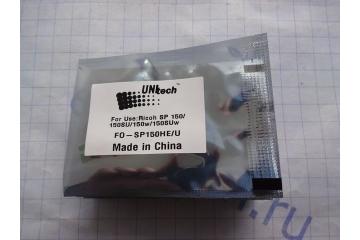 UNItech
For Use:Ricoh SP 150/
150SU/150w/150SUw
FO-SP150HE/U
Made in China
.ru